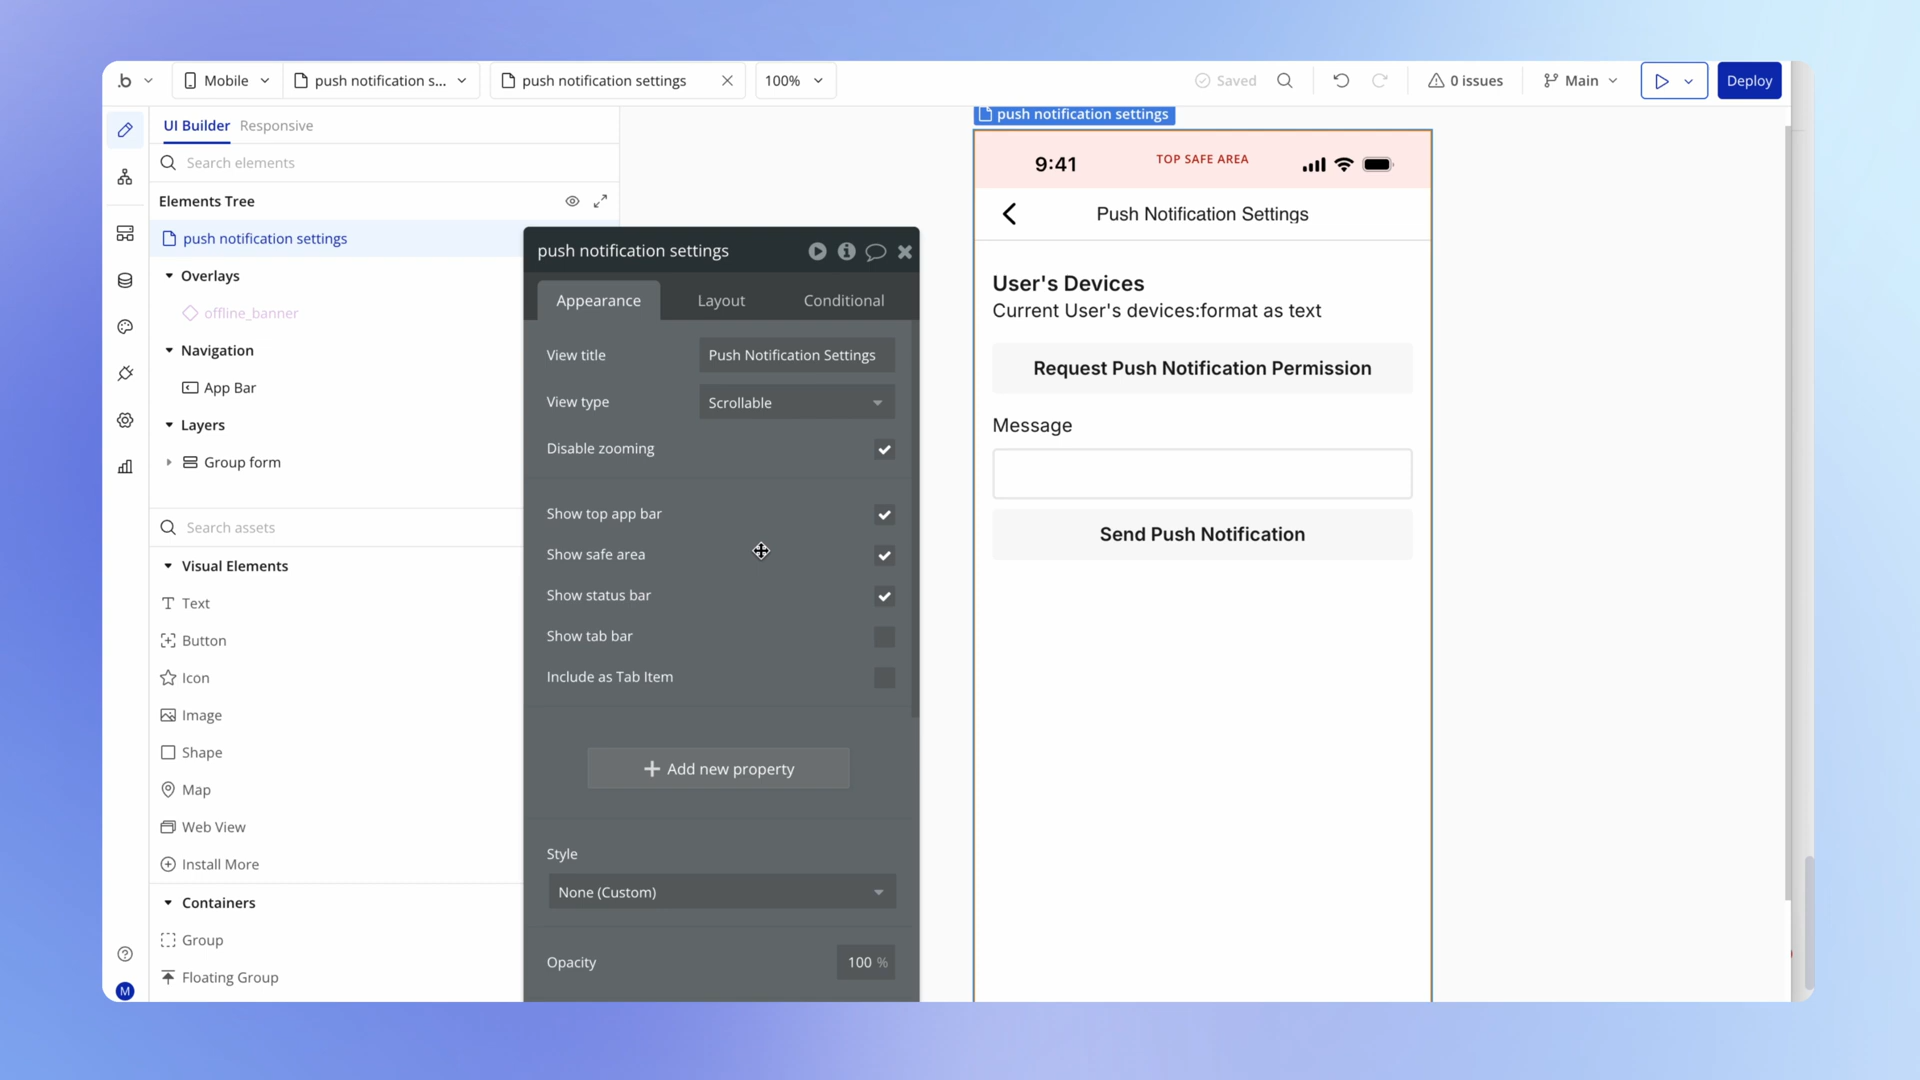 .b
Mobile
push notification s...
push notification settings
100%
Saved
0 issues
Main
Deploy
UI Builder
Responsive
Search elements
Elements Tree
push notification settings
Overlays
offline_banner
Navigation
App Bar
Layers
Group form
Search assets
Visual Elements
Text
Button
Icon
Image
Shape
Map
Web View
Install More
Containers
Group
Floating Group
M
push notification settings
Appearance
Layout
Conditional
View title
Push Notification Settings
View type
Scrollable
Disable zooming
Show top app bar
Show safe area
Show status bar
Show tab bar
Include as Tab Item
Add new property
Style
None (Custom)
Opacity
100 %
push notification settings
9:41
TOP SAFE AREA
Push Notification Settings
User's Devices
Current User's devices:format as text
Request Push Notification Permission
Message
Send Push Notification